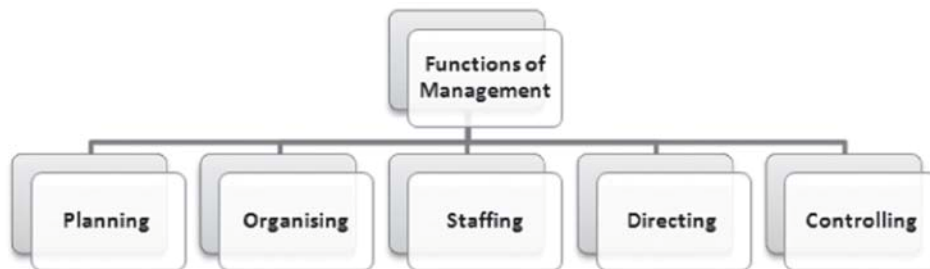 Functions of
Management
Planning
Organising
Staffing
Directing
Controlling